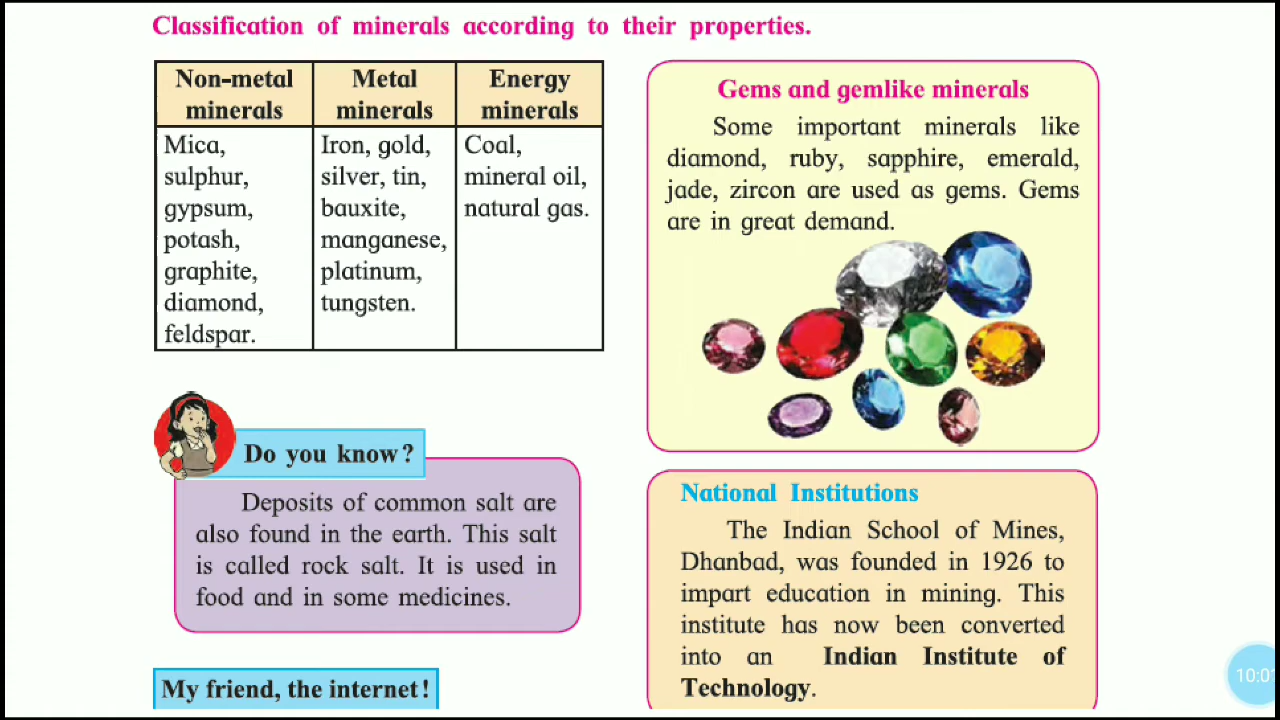 Classification of minerals according to their properties.
Non-metal minerals
Metal minerals
Energy minerals
Mica,
sulphur,
gypsum,
potash,
graphite,
diamond,
feldspar.
Iron, gold,
silver, tin,
bauxite,
manganese,
platinum,
tungsten.
Coal,
mineral oil,
natural gas.
Do you know?
Deposits of common salt are
also found in the earth. This salt
is called rock salt. It is used in
food and in some medicines.
My friend, the internet!
Gems and gemlike minerals
Some important minerals like
diamond, ruby, sapphire, emerald,
jade, zircon are used as gems. Gems
are in great demand.
National Institutions
The Indian School of Mines,
Dhanbad, was founded in 1926 to
impart education in mining. This
institute has now been converted
into an Indian Institute of
Technology.